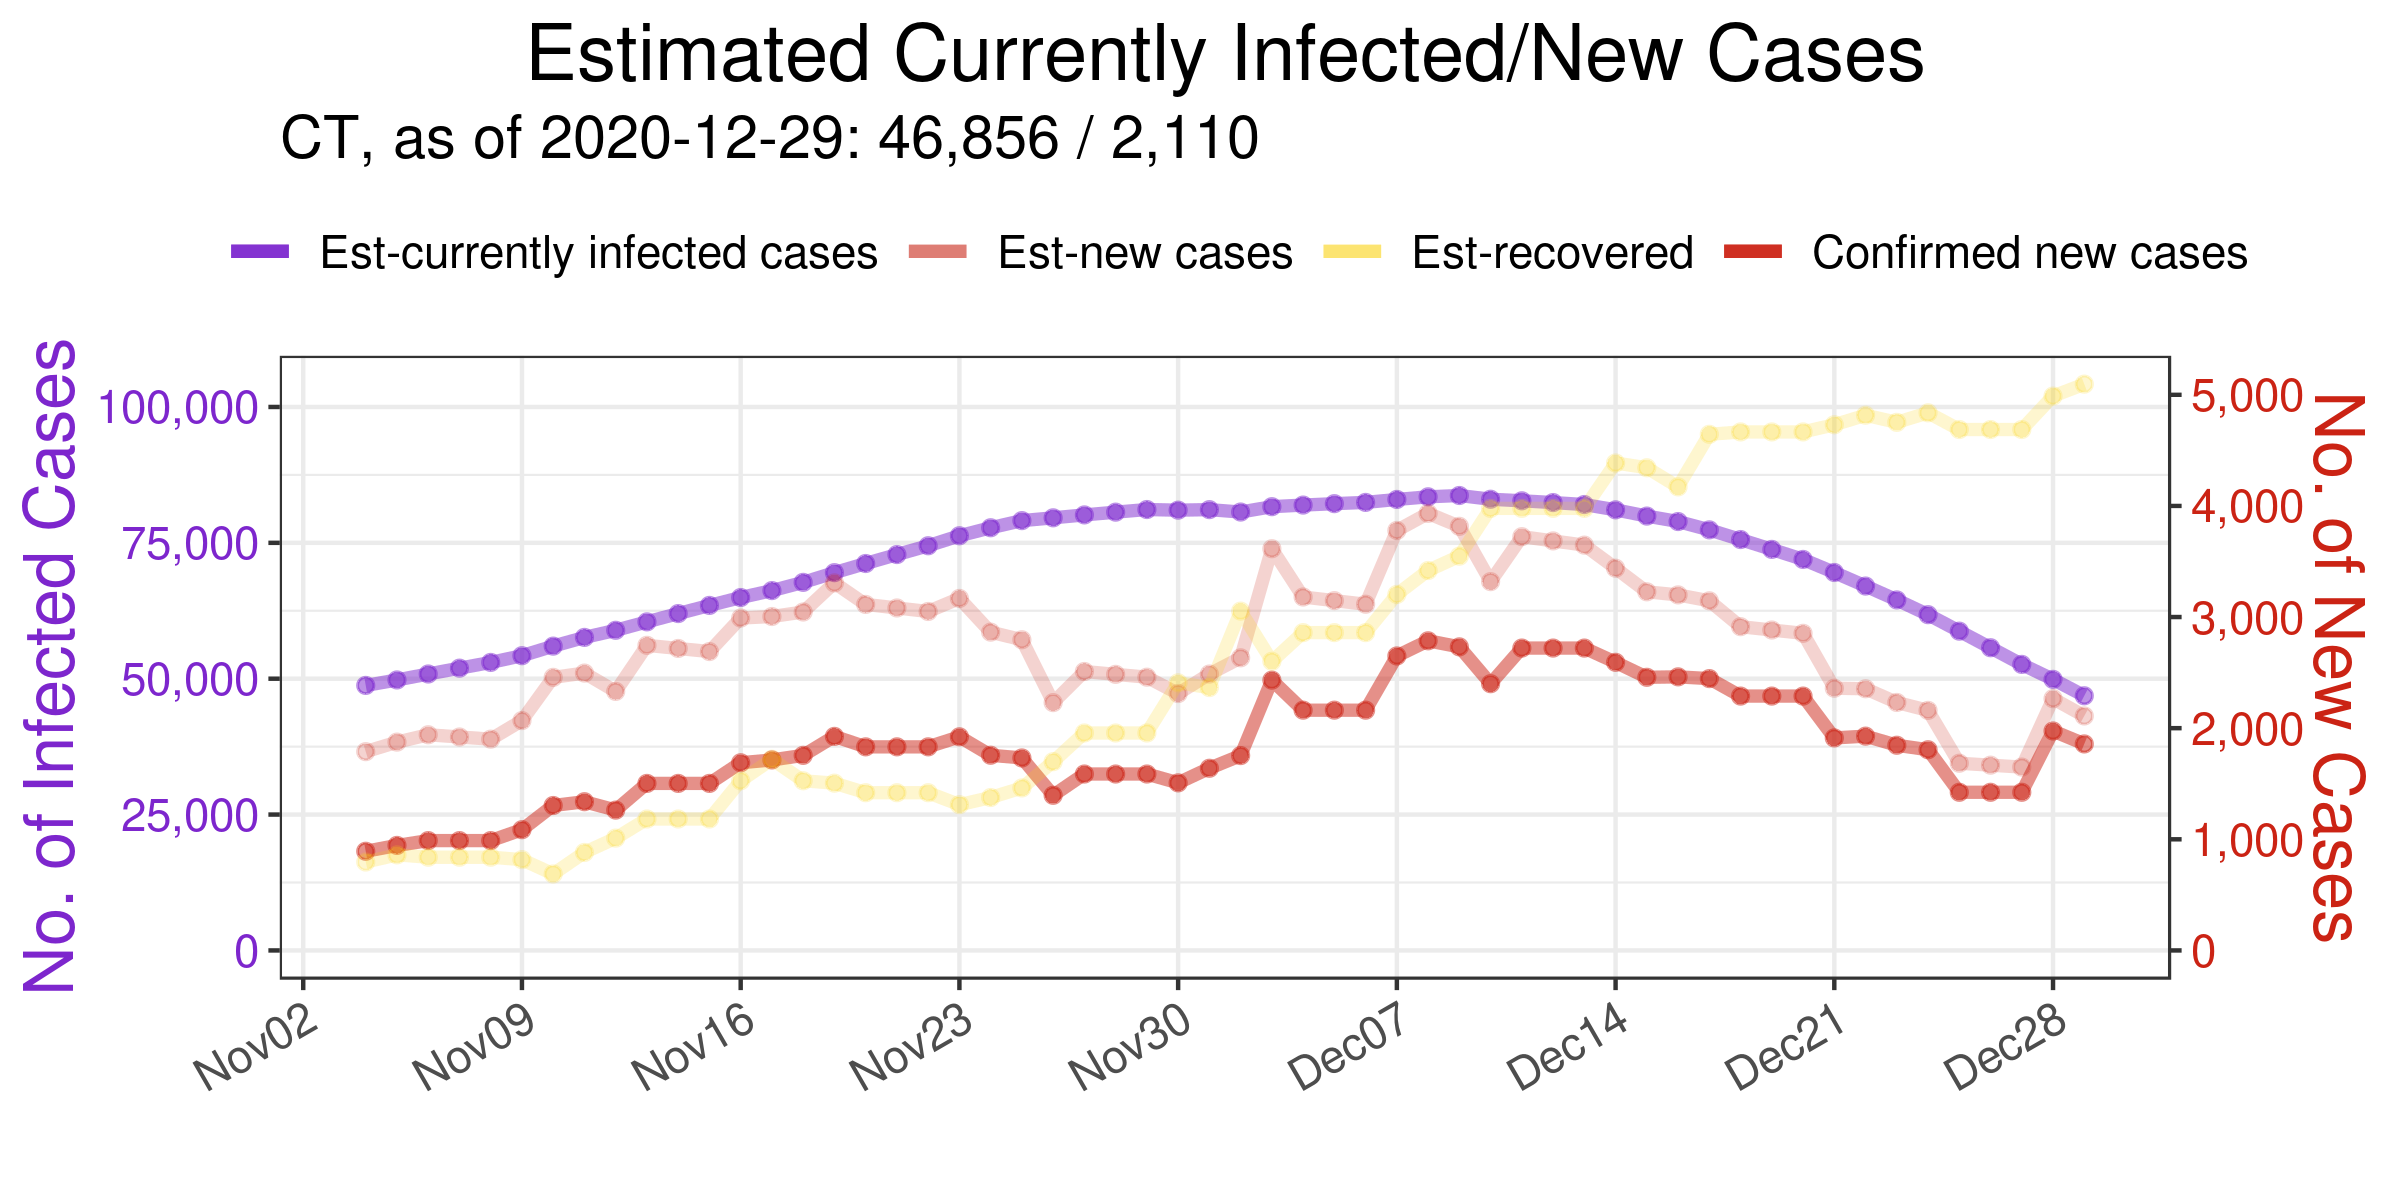 Estimated Currently Infected/New Cases
CT, as of 2020-12-29: 46,856 / 2,110
Est-currently infected cases Est-new cases Est-recovered Confirmed new cases
No. of Infected Cases
100,000
75,000
50,000
25,000
0
5,000
4,000
3,000
2,000
1,000
0
No. of New Cases
Nov02 Nov09 Nov16 Nov23 Nov30 Dec07 Dec14 Dec21 Dec28